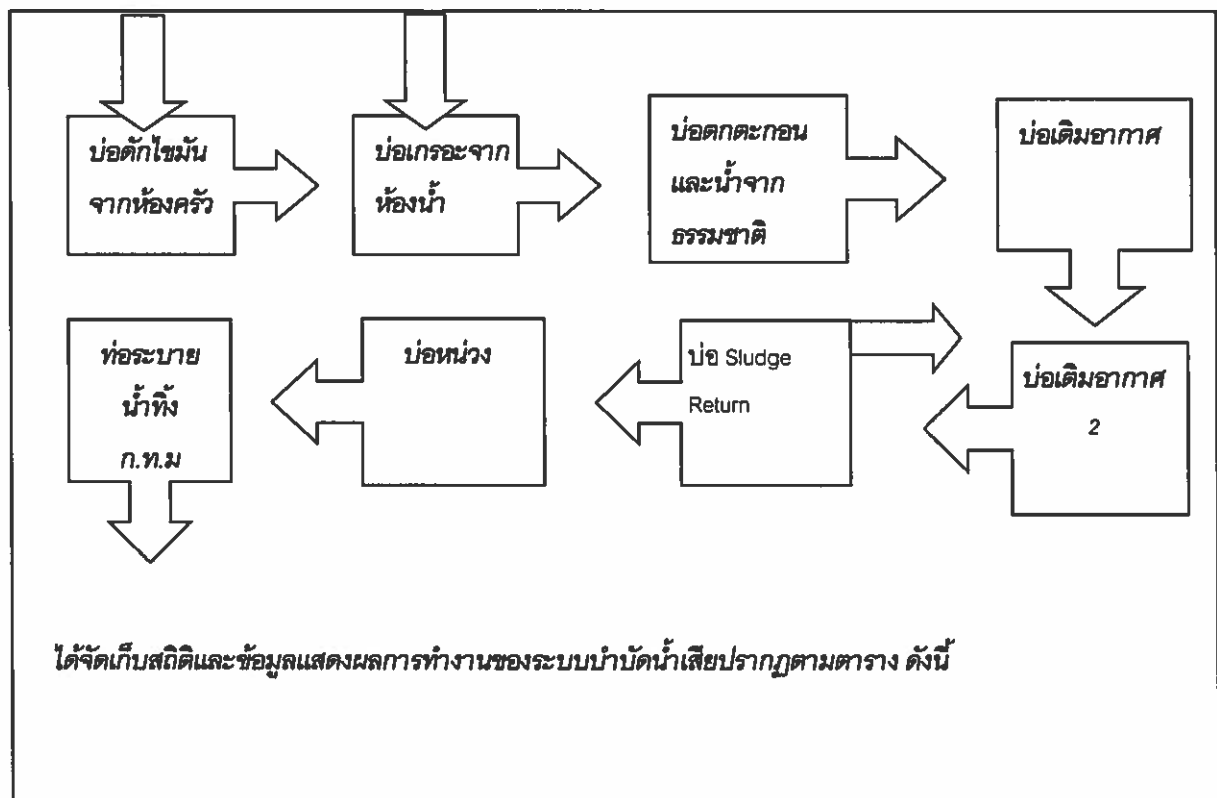 บ่อดักไขมัน
จากห้องครัว
บ่อเกรอะจาก
ห้องน้ำ
บ่อตกตะกอน
และน้ำจาก
ธรรมชาติ
บ่อเติมอากาศ
ท่อระบาย
น้ำทิ้ง
ก.ท.ม
บ่อหน่วง
บ่อ Sludge
Return
บ่อเติมอากาศ
2
ได้จัดเก็บสถิติและข้อมูลแสดงผลการทำงานของระบบบำบัดน้ำเสียปรากฏตามตาราง ดังนี้